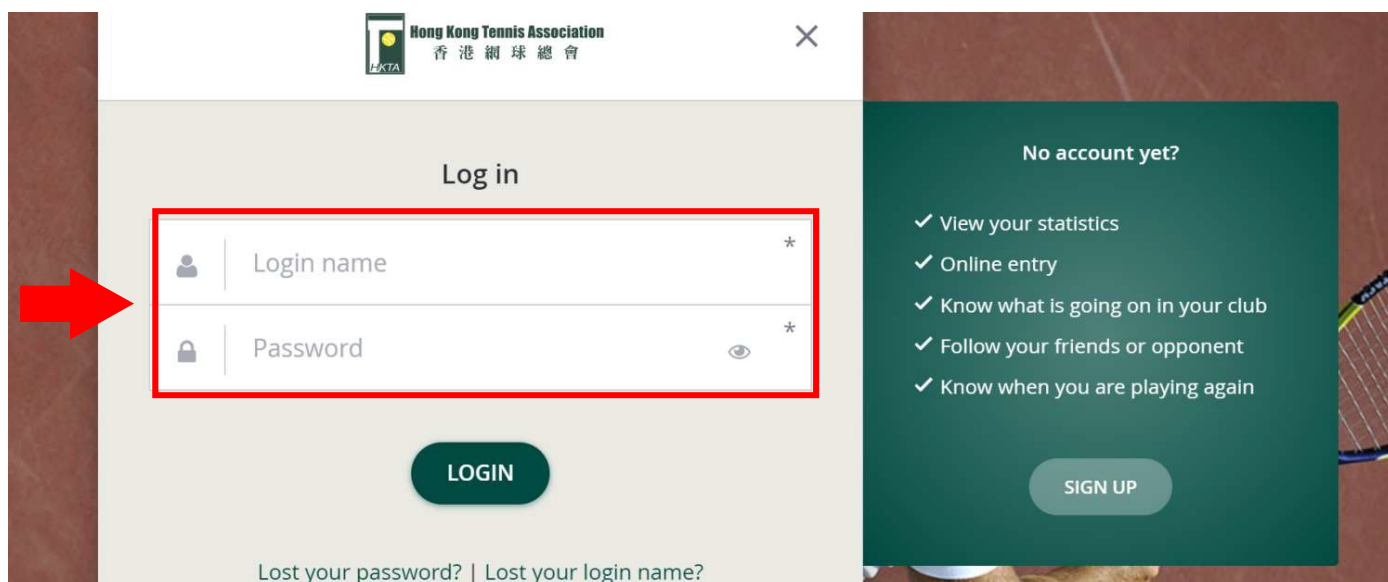 Hong Kong Tennis Association
香港網球總會
HKTA
Log in
Login name *
Password *
LOGIN
Lost your password? | Lost your login name?
No account yet?
✓ View your statistics
✓ Online entry
✓ Know what is going on in your club
✓ Follow your friends or opponent
✓ Know when you are playing again
SIGN UP